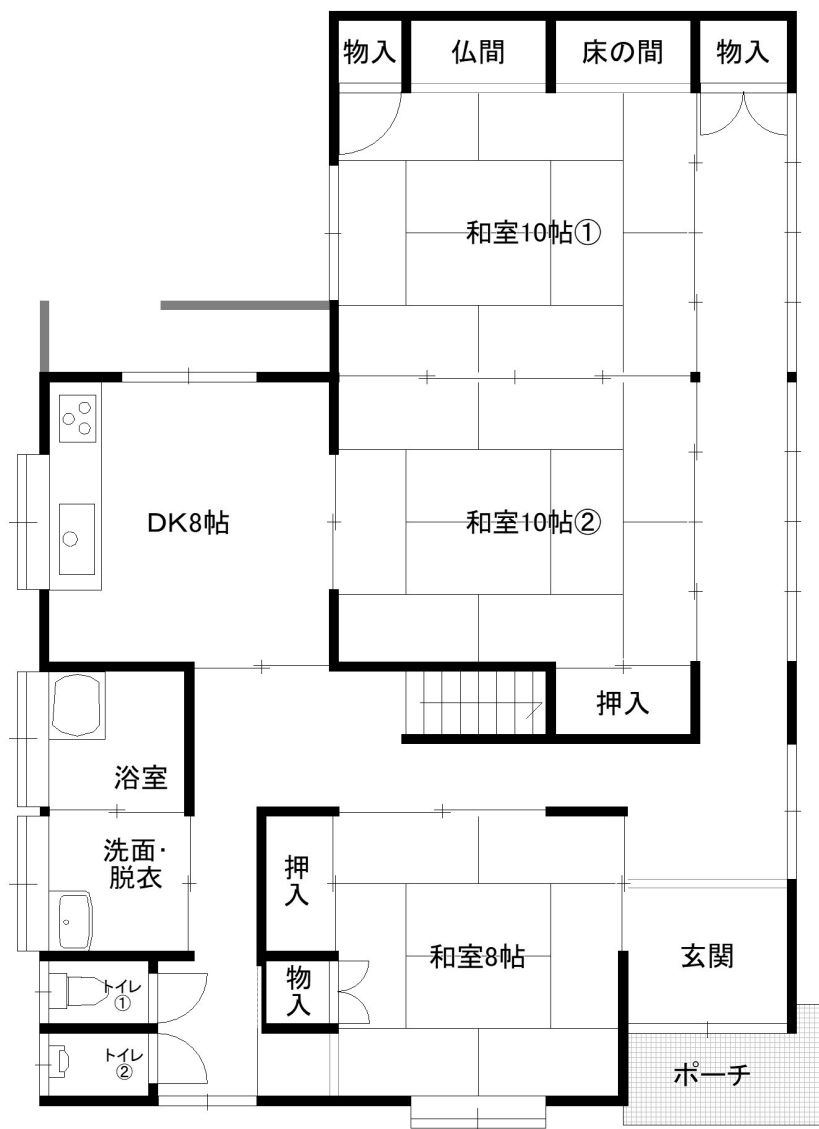 物入
仏間
床の間
物入
和室10帖①
DK8帖
和室10帖②
押入
浴室
洗面・
脱衣
押
入
和室8帖
玄関
物
入
トイレ
①
トイレ
②
ポーチ